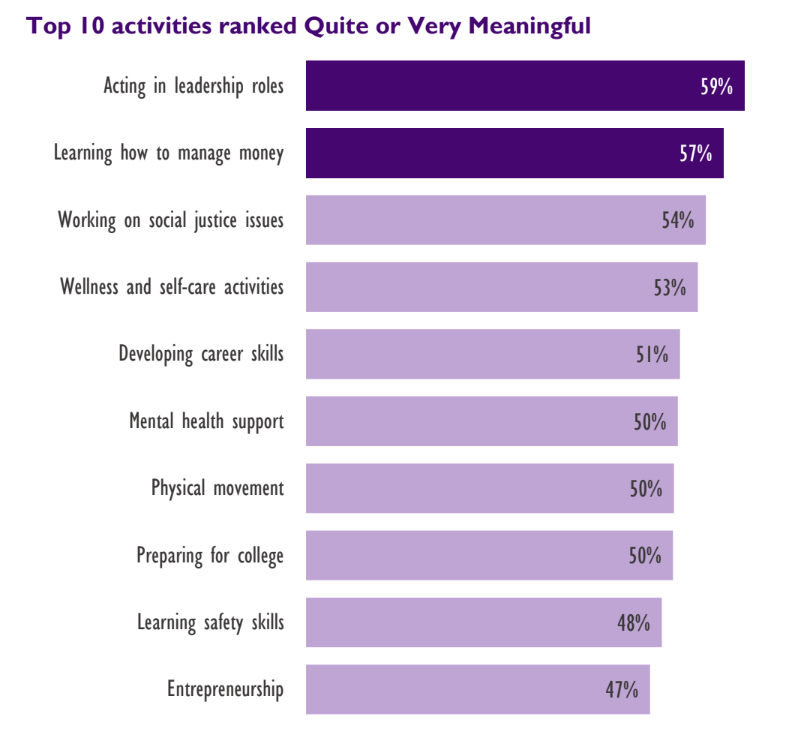 Top 10 activities ranked Quite or Very Meaningful
Acting in leadership roles 59%
Learning how to manage money 57%
Working on social justice issues 54%
Wellness and self-care activities 53%
Developing career skills 51%
Mental health support 50%
Physical movement 50%
Preparing for college 50%
Learning safety skills 48%
Entrepreneurship 47%